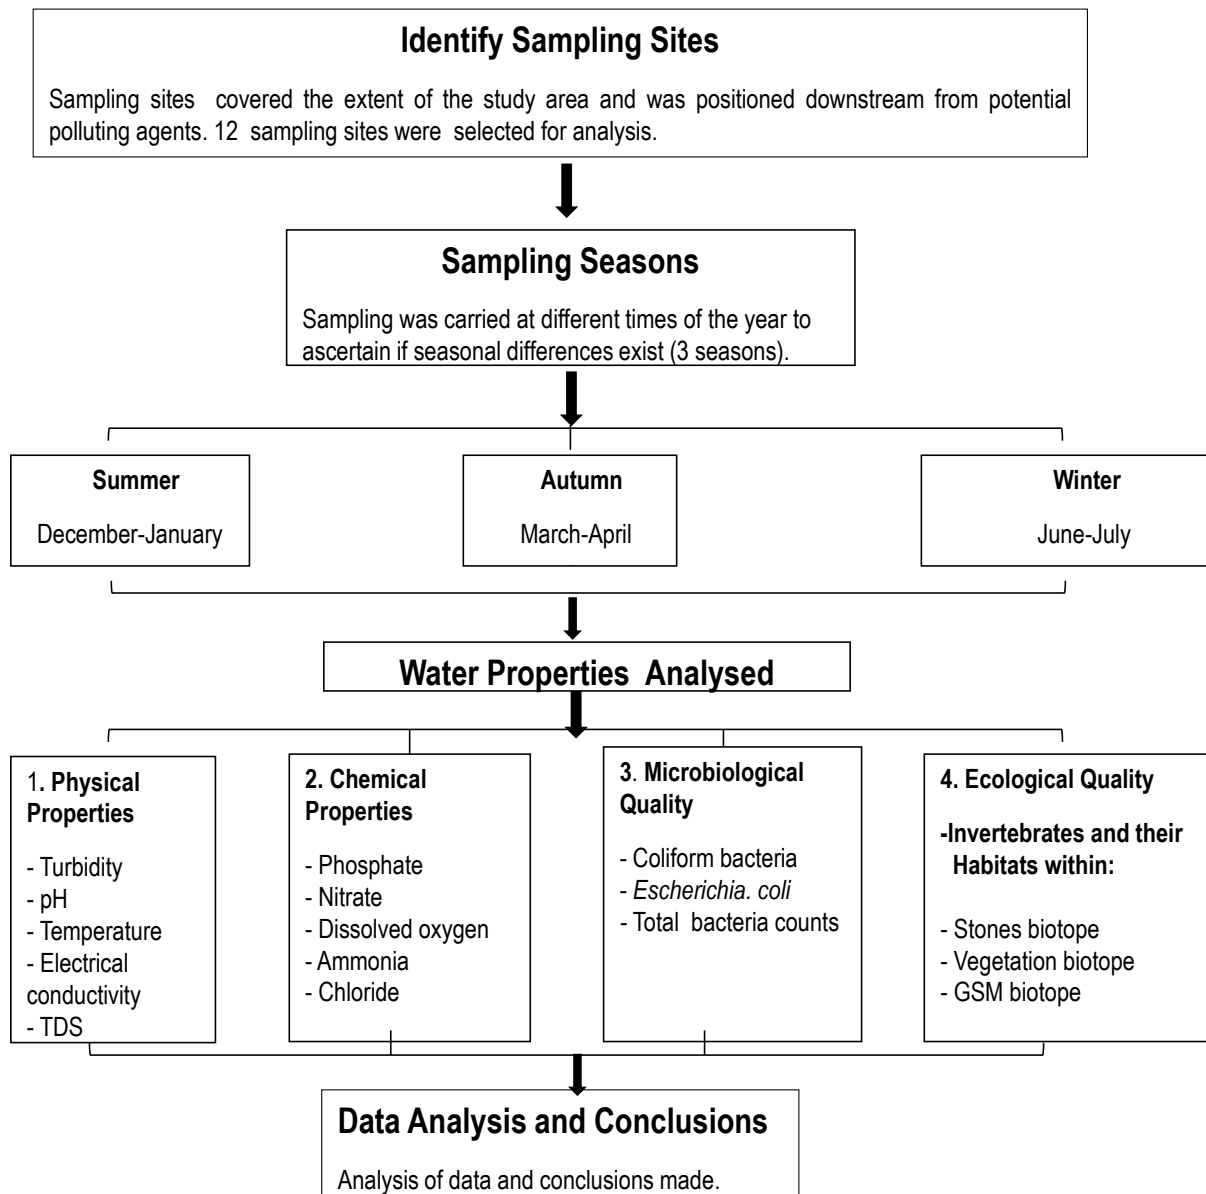 Identify Sampling Sites
Sampling sites covered the extent of the study area and was positioned downstream from potential
polluting agents. 12 sampling sites were selected for analysis.
Sampling Seasons
Sampling was carried at different times of the year to
ascertain if seasonal differences exist (3 seasons).
Summer
December-January
Autumn
March-April
Winter
June-July
Water Properties Analysed
1. Physical
Properties
- Turbidity
- pH
- Temperature
- Electrical
conductivity
- TDS
2. Chemical
Properties
- Phosphate
- Nitrate
- Dissolved oxygen
- Ammonia
- Chloride
3. Microbiological
Quality
- Coliform bacteria
- Escherichia. coli
- Total bacteria counts
4. Ecological Quality
-Invertebrates and their
Habitats within:
- Stones biotope
- Vegetation biotope
- GSM biotope
Data Analysis and Conclusions
Analysis of data and conclusions made.